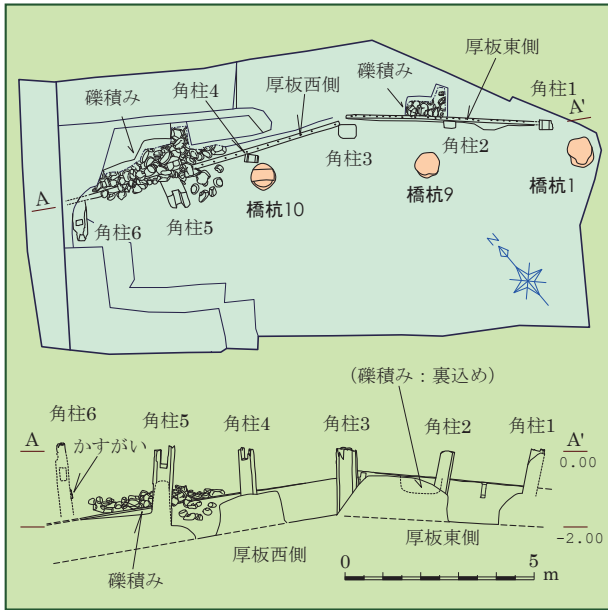 礫積み
角柱4
厚板西側
礫積み
厚板東側
角柱1
A'
角柱3
角柱2
A
角柱5
角柱6
橋杭10
橋杭9
橋杭1
N
(礫積み：裏込め)
角柱6
角柱5
角柱4
角柱3
角柱2
角柱1
A
かすがい
A'
0.00
厚板西側
厚板東側
-2.00
礫積み
0
5
m